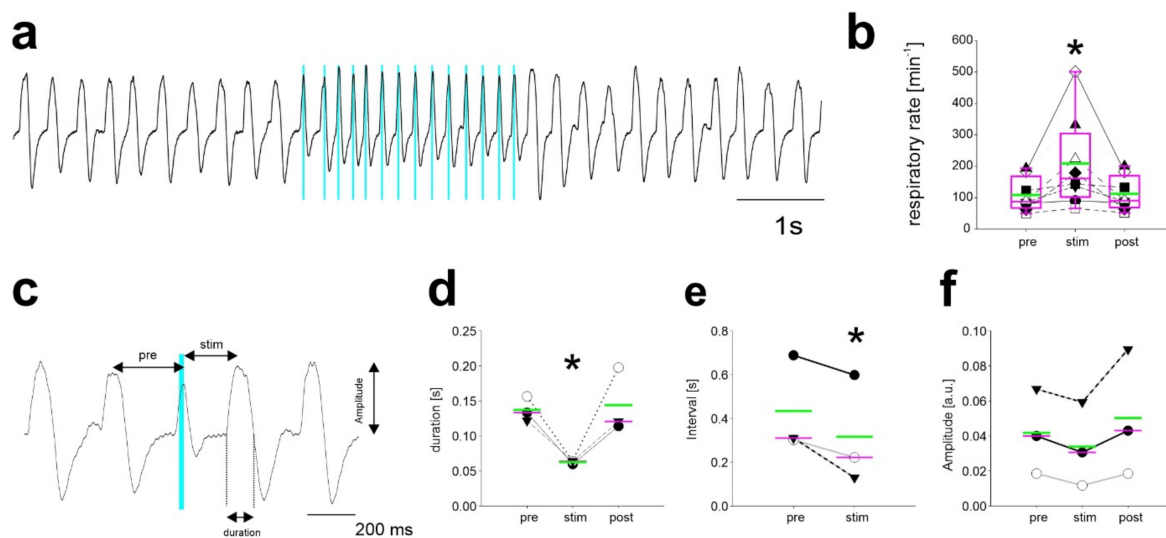 a
1s
b
*
respiratory rate [min⁻¹]
600
500
400
300
200
100
0
pre
stim
post
c
pre
stim
Amplitude
duration
200 ms
d
*
duration [s]
0.25
0.20
0.15
0.10
0.05
0.00
pre
stim
post
e
*
Interval [s]
0.8
0.6
0.4
0.2
0.0
pre
stim
f
Amplitude [a.u.]
0.10
0.08
0.06
0.04
0.02
0.00
pre
stim
post